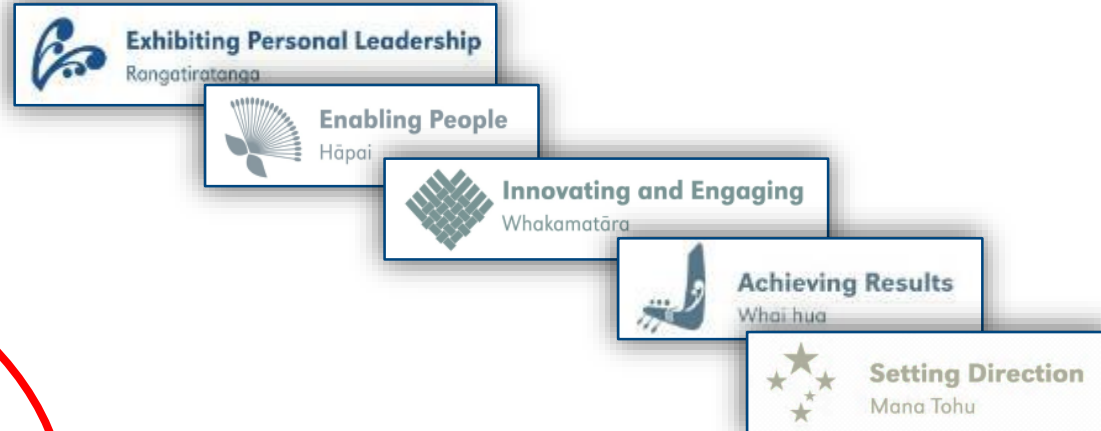 Exhibiting Personal Leadership
Rangatiratanga
Enabling People
Hāpai
Innovating and Engaging
Whakamatāra
Achieving Results
Whai hua
Setting Direction
Mana Tohu